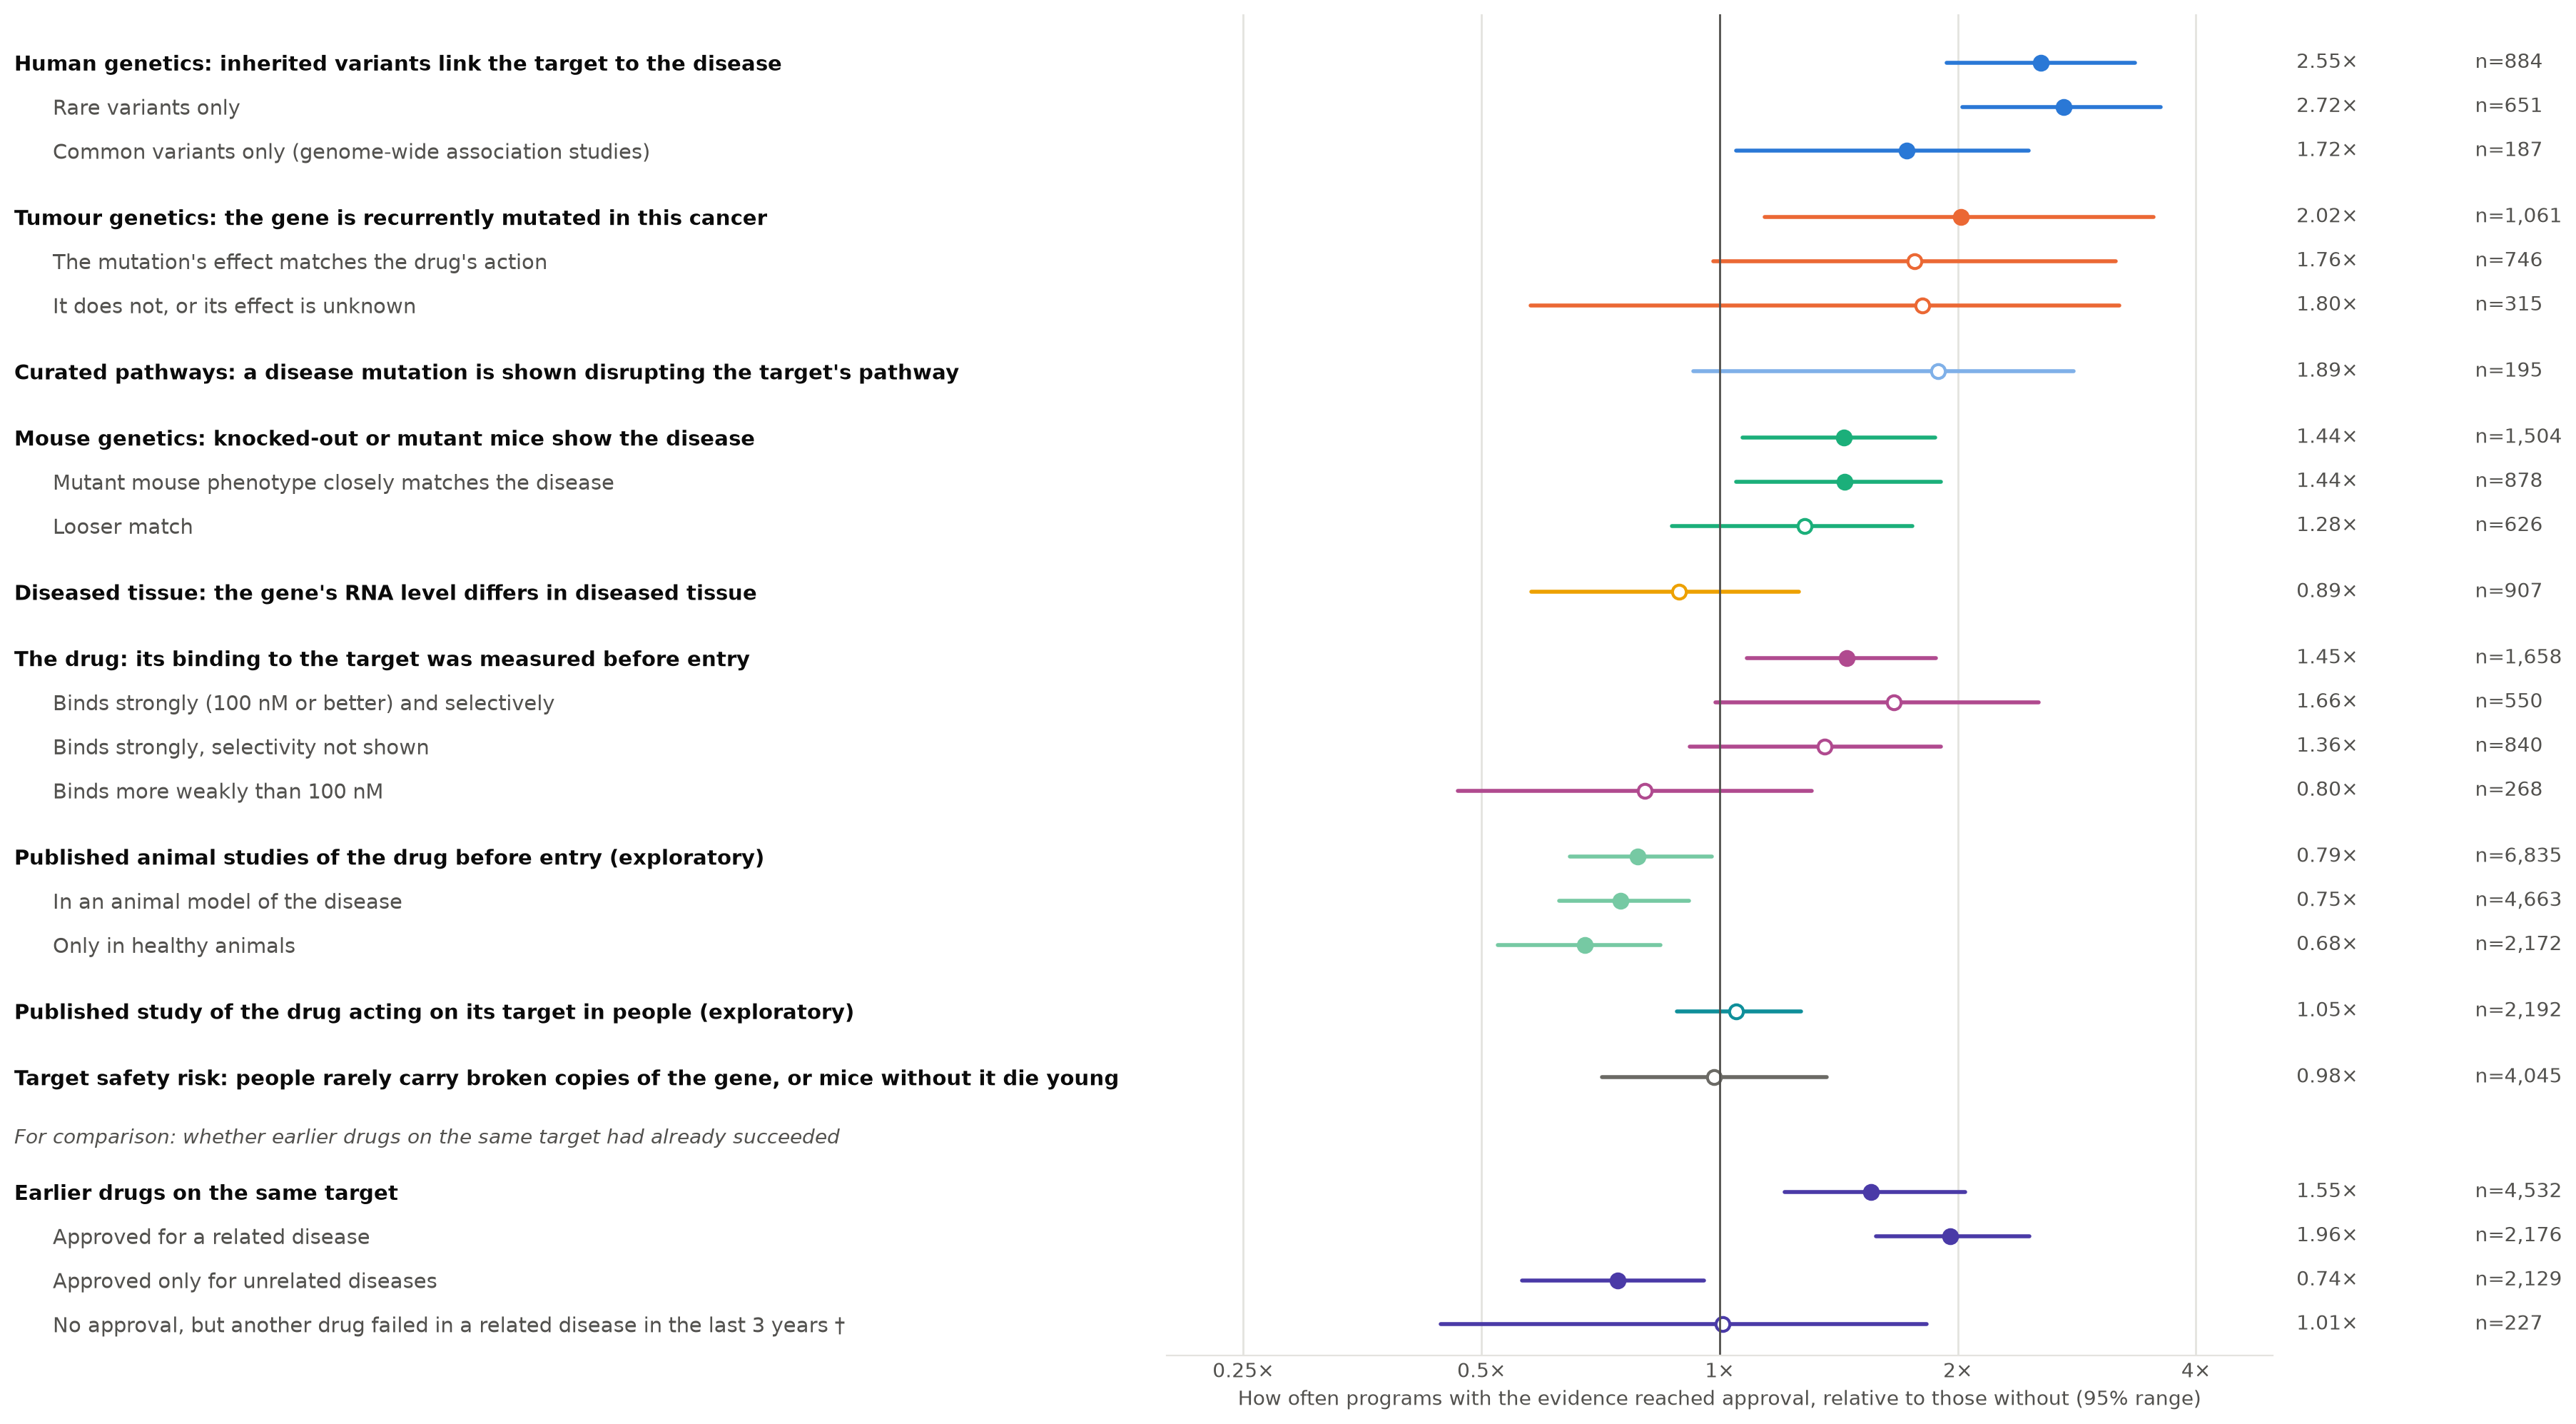 Human genetics: inherited variants link the target to the disease 2.55× n=884
Rare variants only 2.72× n=651
Common variants only (genome-wide association studies) 1.72× n=187
Tumour genetics: the gene is recurrently mutated in this cancer 2.02× n=1,061
The mutation's effect matches the drug's action 1.76× n=746
It does not, or its effect is unknown 1.80× n=315
Curated pathways: a disease mutation is shown disrupting the target's pathway 1.89× n=195
Mouse genetics: knocked-out or mutant mice show the disease 1.44× n=1,504
Mutant mouse phenotype closely matches the disease 1.44× n=878
Looser match 1.28× n=626
Diseased tissue: the gene's RNA level differs in diseased tissue 0.89× n=907
The drug: its binding to the target was measured before entry 1.45× n=1,658
Binds strongly (100 nM or better) and selectively 1.66× n=550
Binds strongly, selectivity not shown 1.36× n=840
Binds more weakly than 100 nM 0.80× n=268
Published animal studies of the drug before entry (exploratory) 0.79× n=6,835
In an animal model of the disease 0.75× n=4,663
Only in healthy animals 0.68× n=2,172
Published study of the drug acting on its target in people (exploratory) 1.05× n=2,192
Target safety risk: people rarely carry broken copies of the gene, or mice without it die young 0.98× n=4,045
For comparison: whether earlier drugs on the same target had already succeeded
Earlier drugs on the same target 1.55× n=4,532
Approved for a related disease 1.96× n=2,176
Approved only for unrelated diseases 0.74× n=2,129
No approval, but another drug failed in a related disease in the last 3 years † 1.01× n=227
0.25× 0.5× 1× 2× 4×
How often programs with the evidence reached approval, relative to those without (95% range)